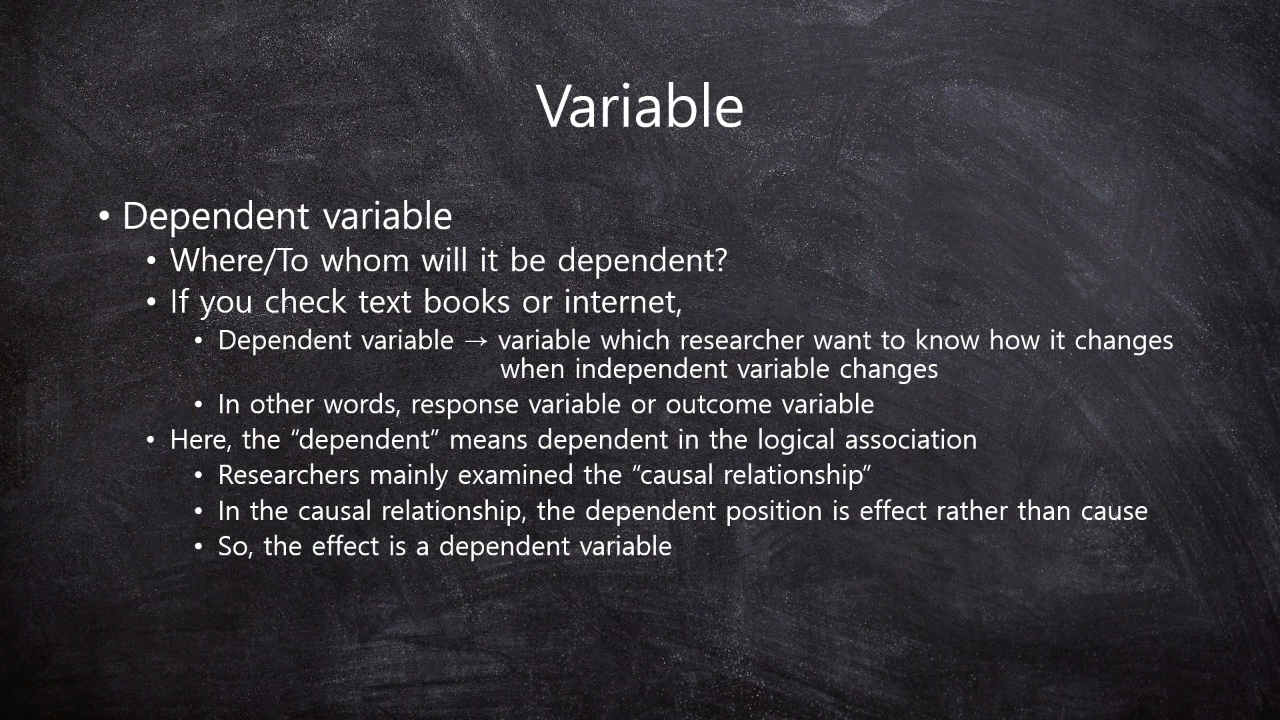 Variable
• Dependent variable
• Where/To whom will it be dependent?
• If you check text books or internet,
• Dependent variable → variable which researcher want to know how it changes
when independent variable changes
• In other words, response variable or outcome variable
• Here, the “dependent” means dependent in the logical association
• Researchers mainly examined the “causal relationship”
• In the causal relationship, the dependent position is effect rather than cause
• So, the effect is a dependent variable